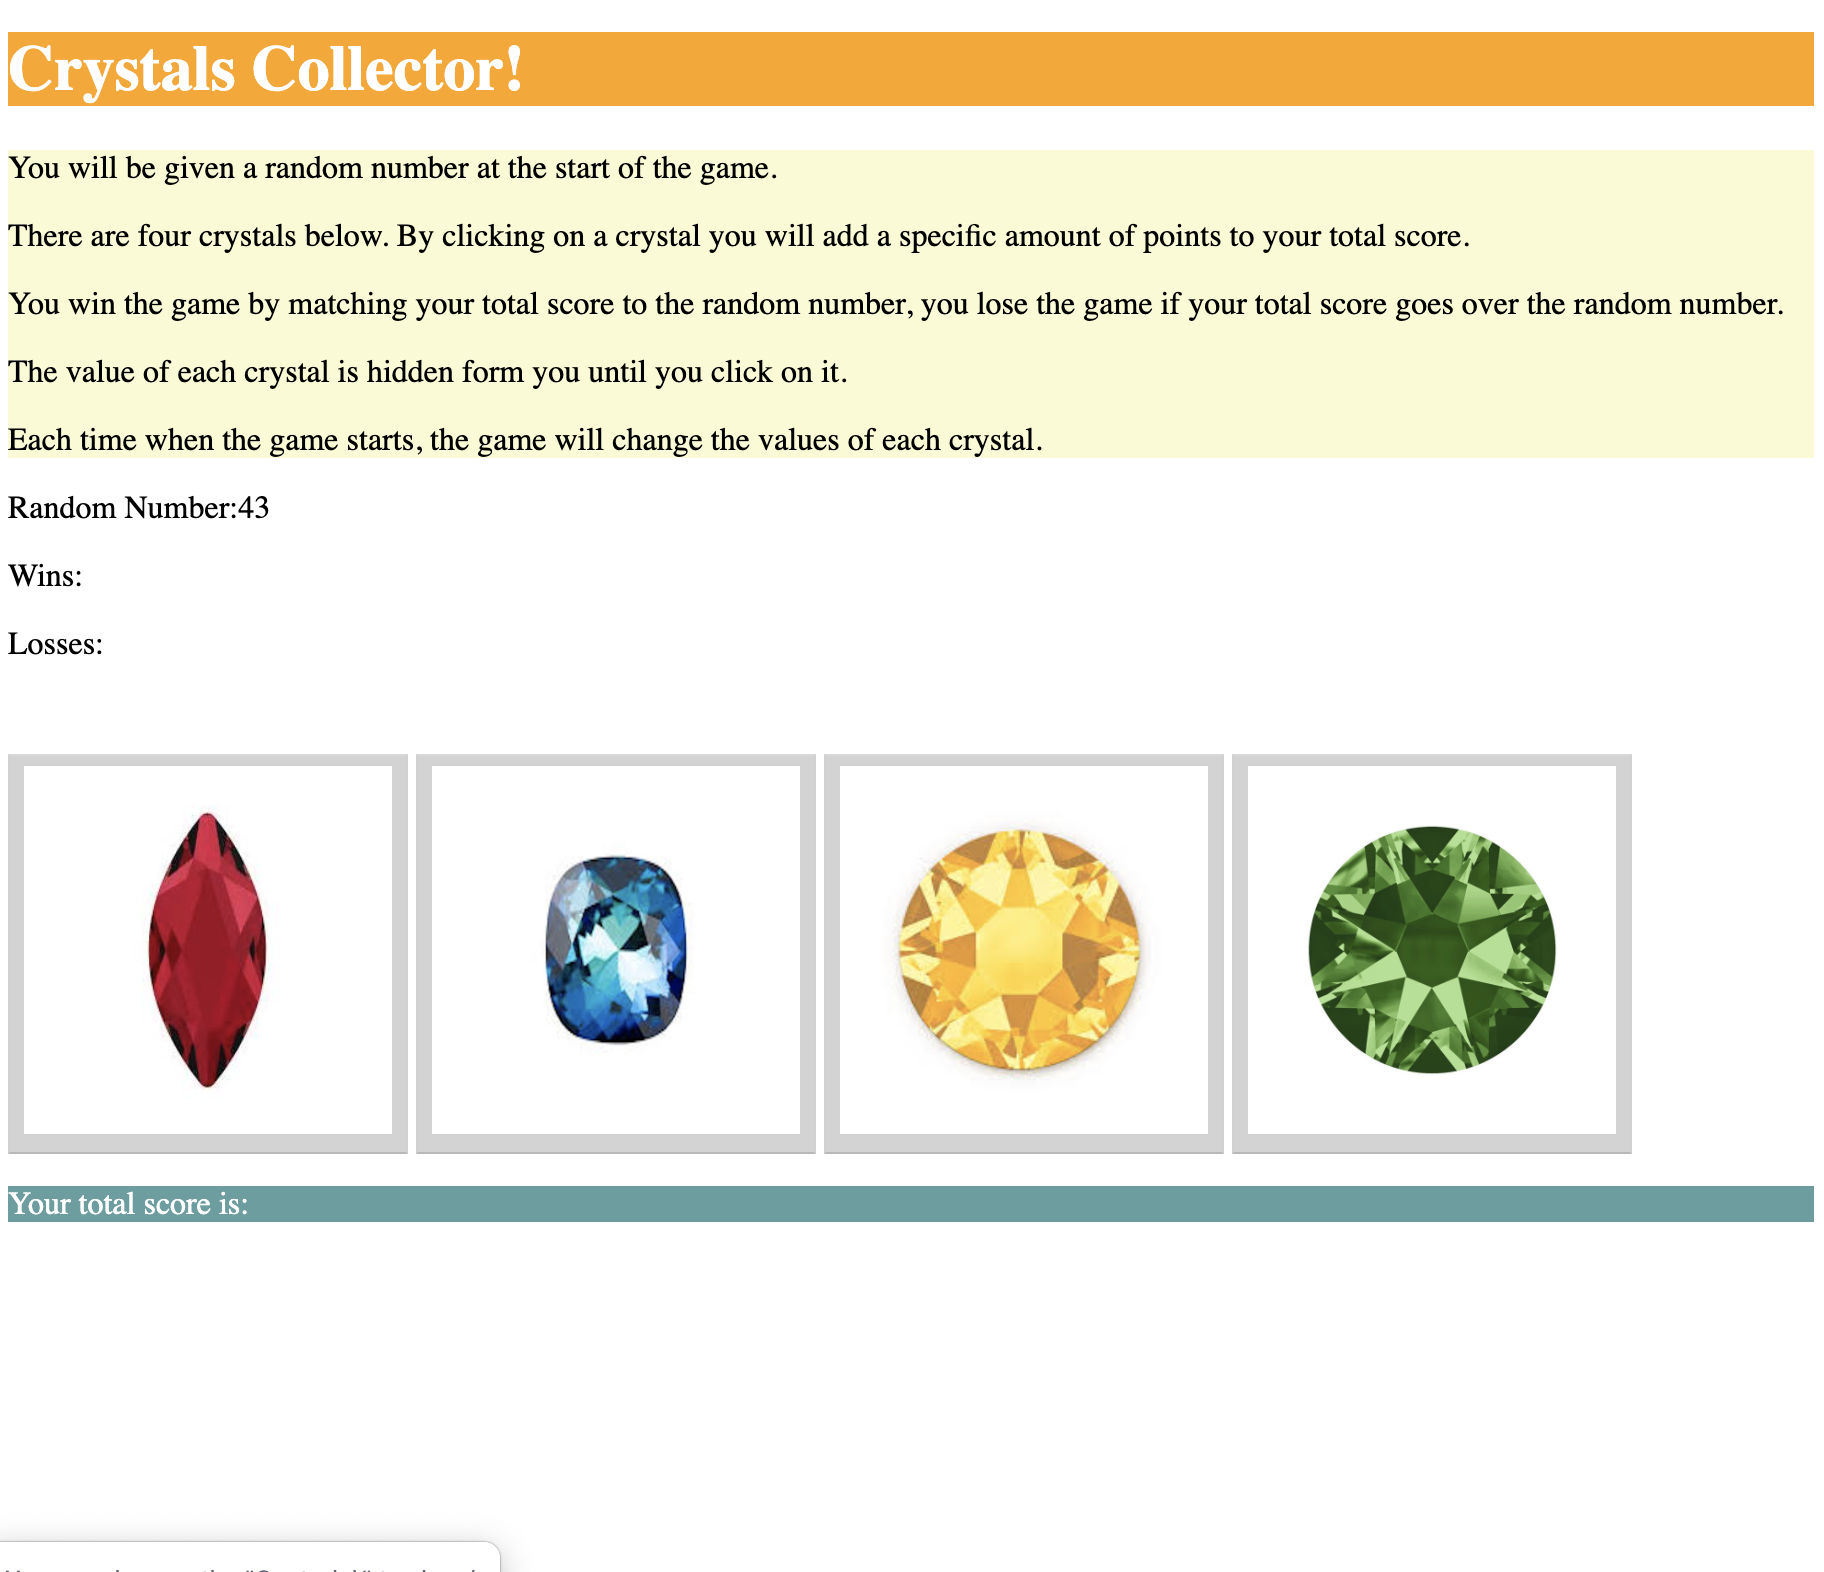 Crystals Collector!
You will be given a random number at the start of the game.
There are four crystals below. By clicking on a crystal you will add a specific amount of points to your total score.
You win the game by matching your total score to the random number, you lose the game if your total score goes over the random number.
The value of each crystal is hidden form you until you click on it.
Each time when the game starts, the game will change the values of each crystal.
Random Number:43
Wins:
Losses:
Your total score is: